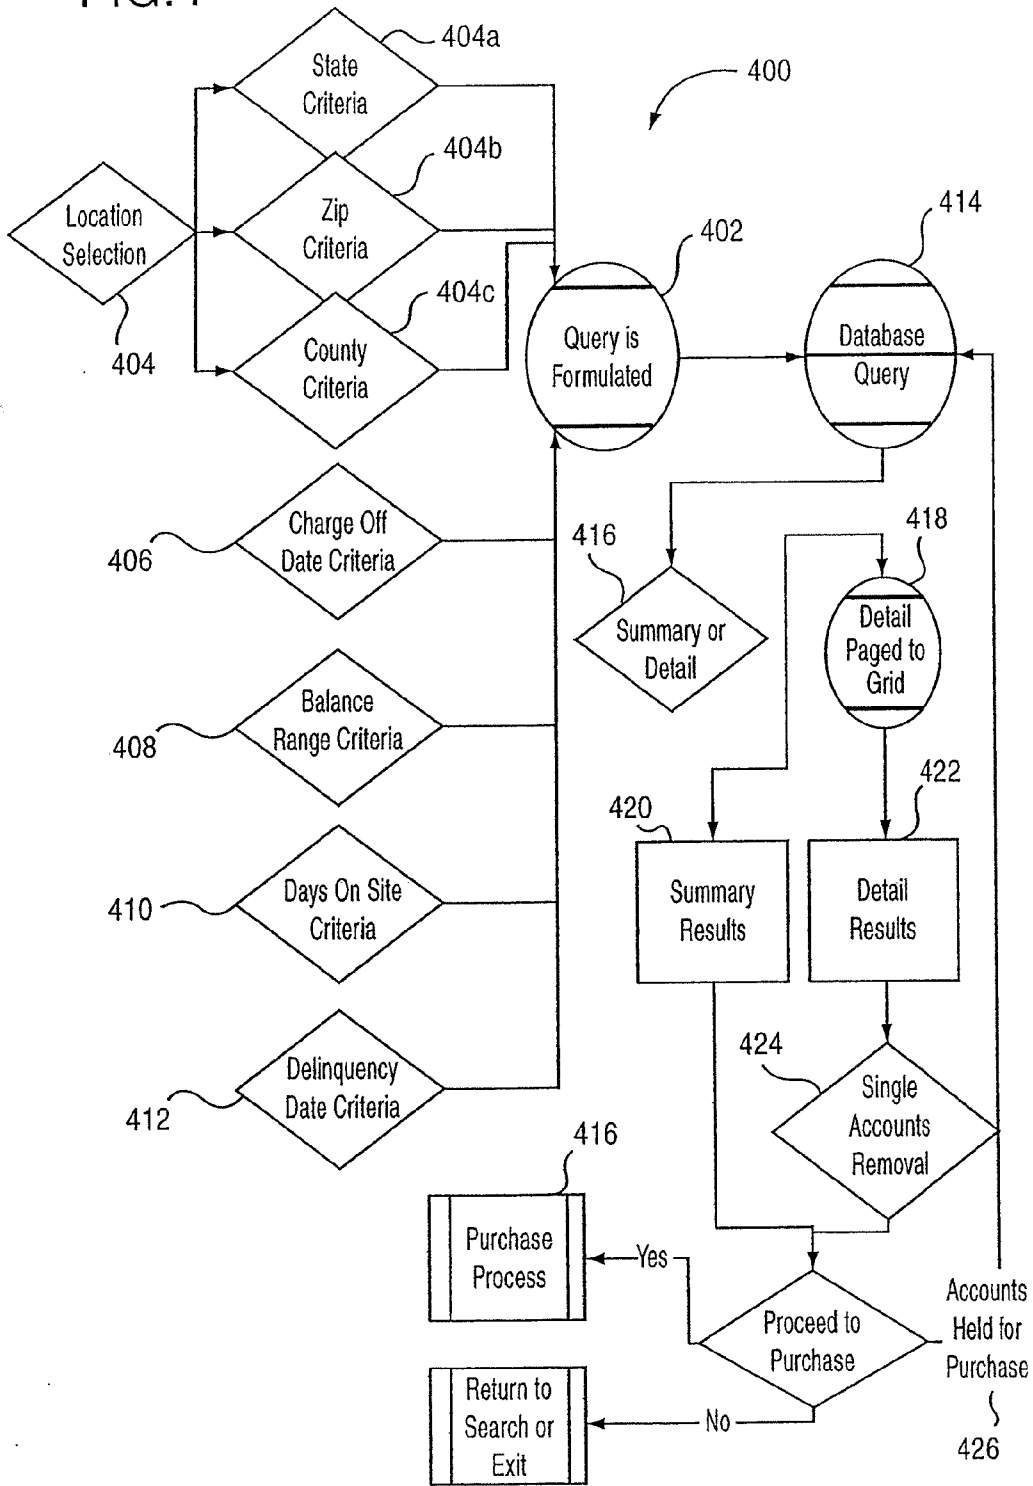 404a
State
Criteria
400
404b
Zip
Criteria
Location
Selection
414
402
404c
404
County
Criteria
Query is
Formulated
Database
Query
406
Charge Off
Date Criteria
416
418
Summary or
Detail
Detail
Paged to
Grid
408
Balance
Range Criteria
422
420
410
Days On Site
Criteria
Summary
Results
Detail
Results
424
412
Delinquency
Date Criteria
Single
Accounts
Removal
416
Purchase
Process
Yes
Proceed to
Purchase
Accounts
Held for
Purchase
426
Return to
Search or
Exit
No